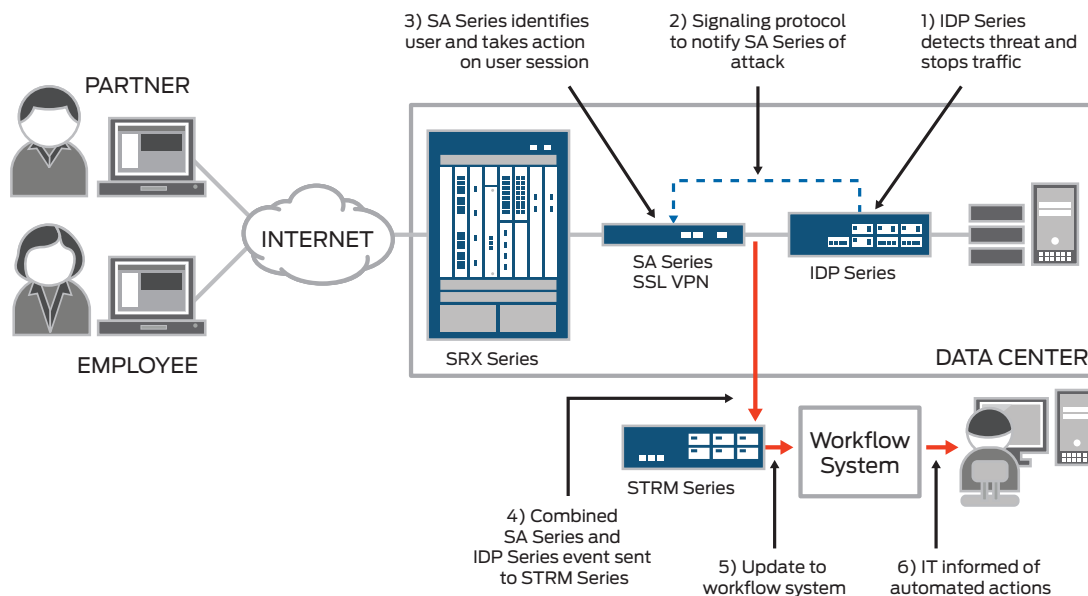 3) SA Series identifies
user and takes action
on user session
2) Signaling protocol
to notify SA Series of
attack
1) IDP Series
detects threat and
stops traffic
PARTNER
INTERNET
EMPLOYEE
SRX Series
SA Series
SSL VPN
IDP Series
DATA CENTER
STRM Series
Workflow
System
4) Combined
SA Series and
IDP Series event sent
to STRM Series
5) Update to
workflow system
6) IT informed of
automated actions